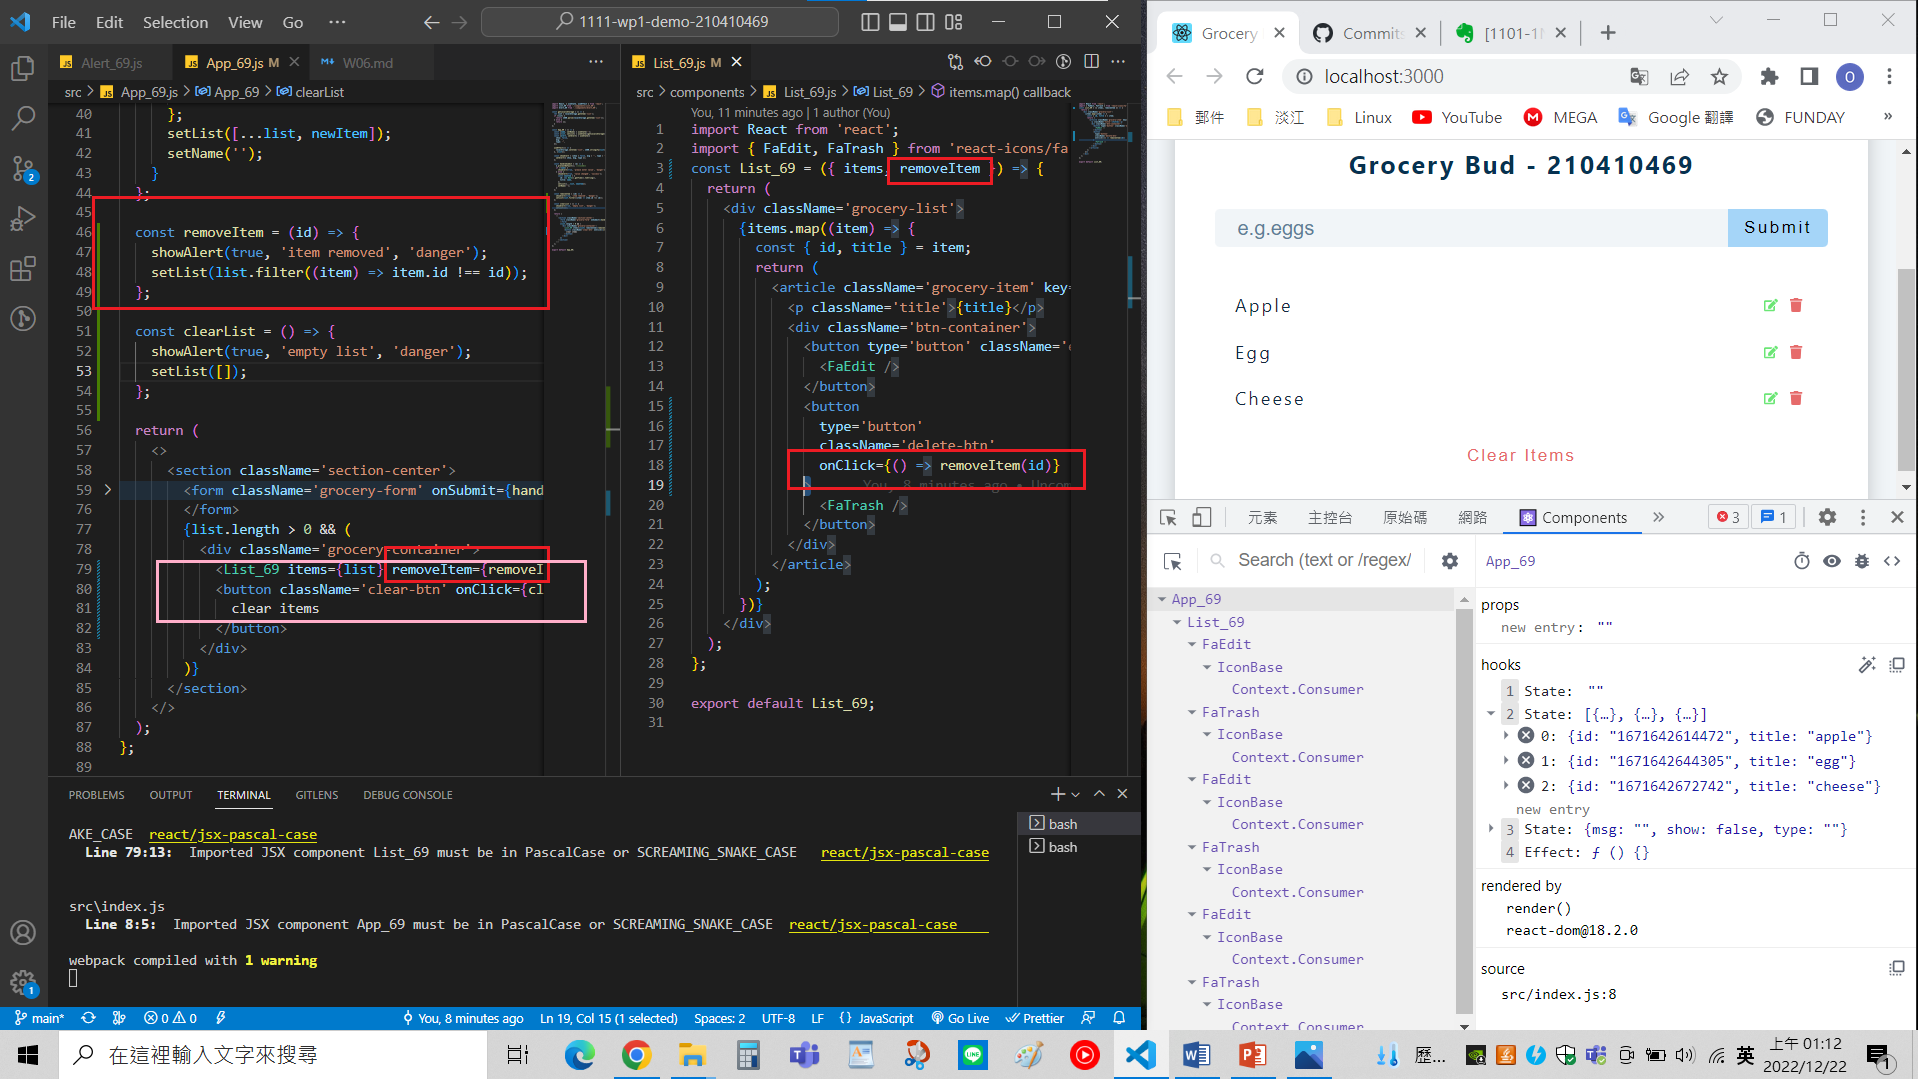 File Edit Selection View Go ··· 1111-wp1-demo-210410469
Alert_69.js App_69.js M W06.md
src > App_69.js > App_69 > clearList
40 };
41 setList([...list, newItem]);
42 setName('');
43 }
44 };
45
46 const removeItem = (id) => {
47 showAlert(true, 'item removed', 'danger');
48 setList(list.filter((item) => item.id !== id));
49 };
50
51 const clearList = () => {
52 showAlert(true, 'empty list', 'danger');
53 setList([]);
54 };
55
56 return (
57 <>
58 <section className='section-center'>
59 <form className='grocery-form' onSubmit={hand
76 </form>
77 {list.length > 0 && (
78 <div className='grocery-container'>
79 <List_69 items={list} removeItem={removeI
80 <button className='clear-btn' onClick={cl
81 clear items
82 </button>
83 </div>
84 )}
85 </section>
86 </>
87 );
88 };
89
List_69.js M
src > components > List_69.js > List_69 > items.map() callback
You, 11 minutes ago | 1 author (You)
1 import React from 'react';
2 import { FaEdit, FaTrash } from 'react-icons/fa
3 const List_69 = ({ items, removeItem }) => {
4 return (
5 <div className='grocery-list'>
6 {items.map((item) => {
7 const { id, title } = item;
8 return (
9 <article className='grocery-item' key=
10 <p className='title'>{title}</p>
11 <div className='btn-container'>
12 <button type='button' className='e
13 <FaEdit />
14 </button>
15 <button
16 type='button'
17 className='delete-btn'
18 onClick={() => removeItem(id)}
19 > You, 8 minutes ago • Uncom
20 <FaTrash />
21 </button>
22 </div>
23 </article>
24 );
25 })}
26 </div>
27 );
28 };
29
30 export default List_69;
31
PROBLEMS OUTPUT TERMINAL GITLENS DEBUG CONSOLE
AKE_CASE react/jsx-pascal-case
Line 79:13: Imported JSX component List_69 must be in PascalCase or SCREAMING_SNAKE_CASE react/jsx-pascal-case
src\index.js
Line 8:5: Imported JSX component App_69 must be in PascalCase or SCREAMING_SNAKE_CASE react/jsx-pascal-case
webpack compiled with 1 warning
bash
bash
main* 0 0 You, 8 minutes ago Ln 19, Col 15 (1 selected) Spaces: 2 UTF-8 LF {} JavaScript Go Live Prettier
Grocery Commits [1101-1
localhost:3000
郵件 淡江 Linux YouTube MEGA Google 翻譯 FUNDAY »
Grocery Bud - 210410469
e.g.eggs Submit
Apple
Egg
Cheese
Clear Items
元素 主控台 原始碼 網路 Components » 3 1
Search (text or /regex/
App_69
List_69
FaEdit
IconBase
Context.Consumer
FaTrash
IconBase
Context.Consumer
FaEdit
IconBase
Context.Consumer
FaTrash
IconBase
Context.Consumer
FaEdit
IconBase
Context.Consumer
FaTrash
IconBase
Context.Consumer
App_69
props
new entry: ""
hooks
1 State: ""
2 State: [{…}, {…}, {…}]
0: {id: "1671642614472", title: "apple"}
1: {id: "1671642644305", title: "egg"}
2: {id: "1671642672742", title: "cheese"}
new entry
3 State: {msg: "", show: false, type: ""}
4 Effect: ƒ () {}
rendered by
render()
react-dom@18.2.0
source
src/index.js:8
在這裡輸入文字來搜尋
歷... 英 上午 01:12
2022/12/22